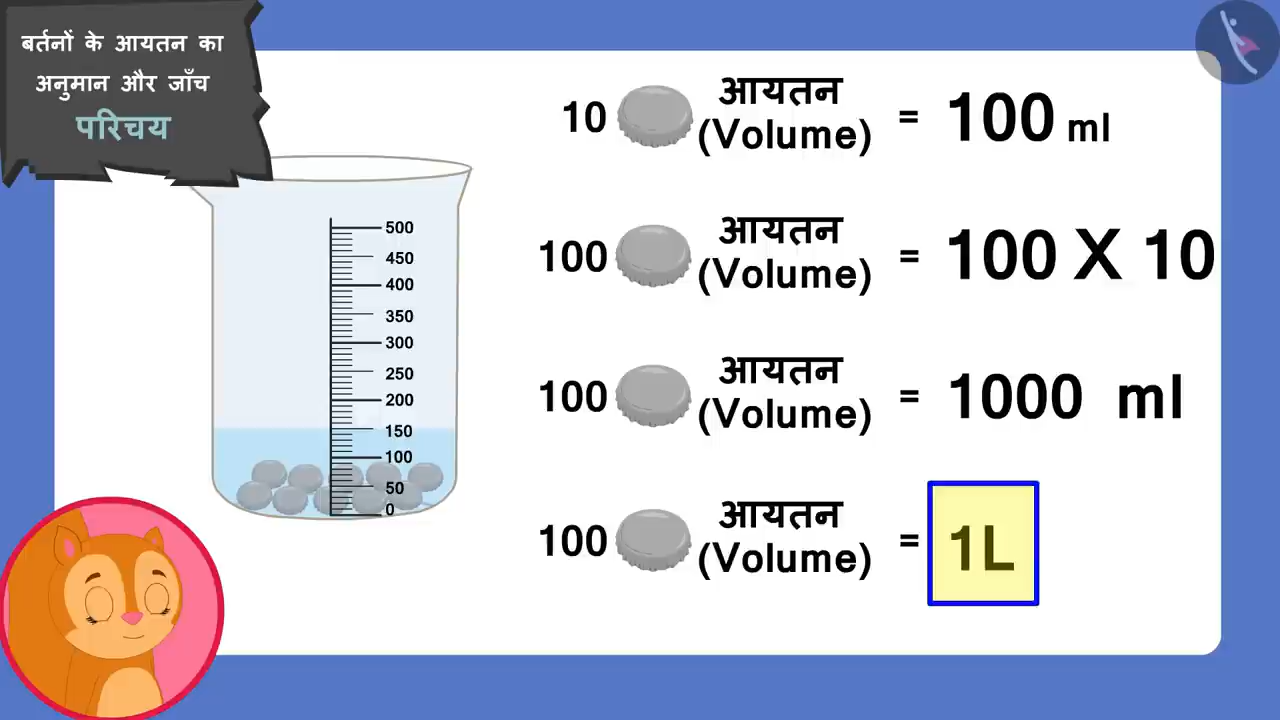 बर्तनों के आयतन का
अनुमान और जाँच
परिचय
10 आयतन (Volume) = 100 ml
100 आयतन (Volume) = 100 X 10
100 आयतन (Volume) = 1000 ml
100 आयतन (Volume) = 1L
500
450
400
350
300
250
200
150
100
50
0